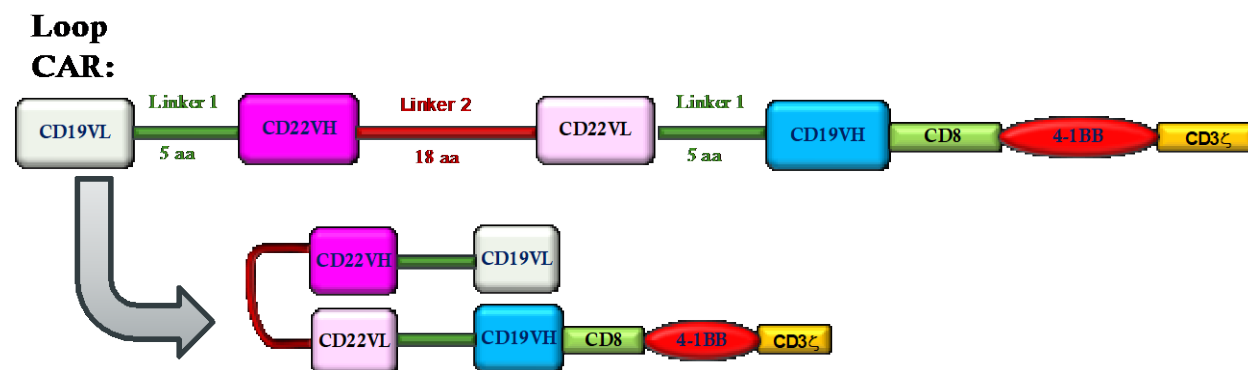 Loop
CAR:
CD19VL
Linker 1
5 aa
CD22VH
Linker 2
18 aa
CD22VL
Linker 1
5 aa
CD19VH
CD8
4-1BB
CD3ζ
CD22VH
CD19VL
CD22VL
CD19VH
CD8
4-1BB
CD3ζ